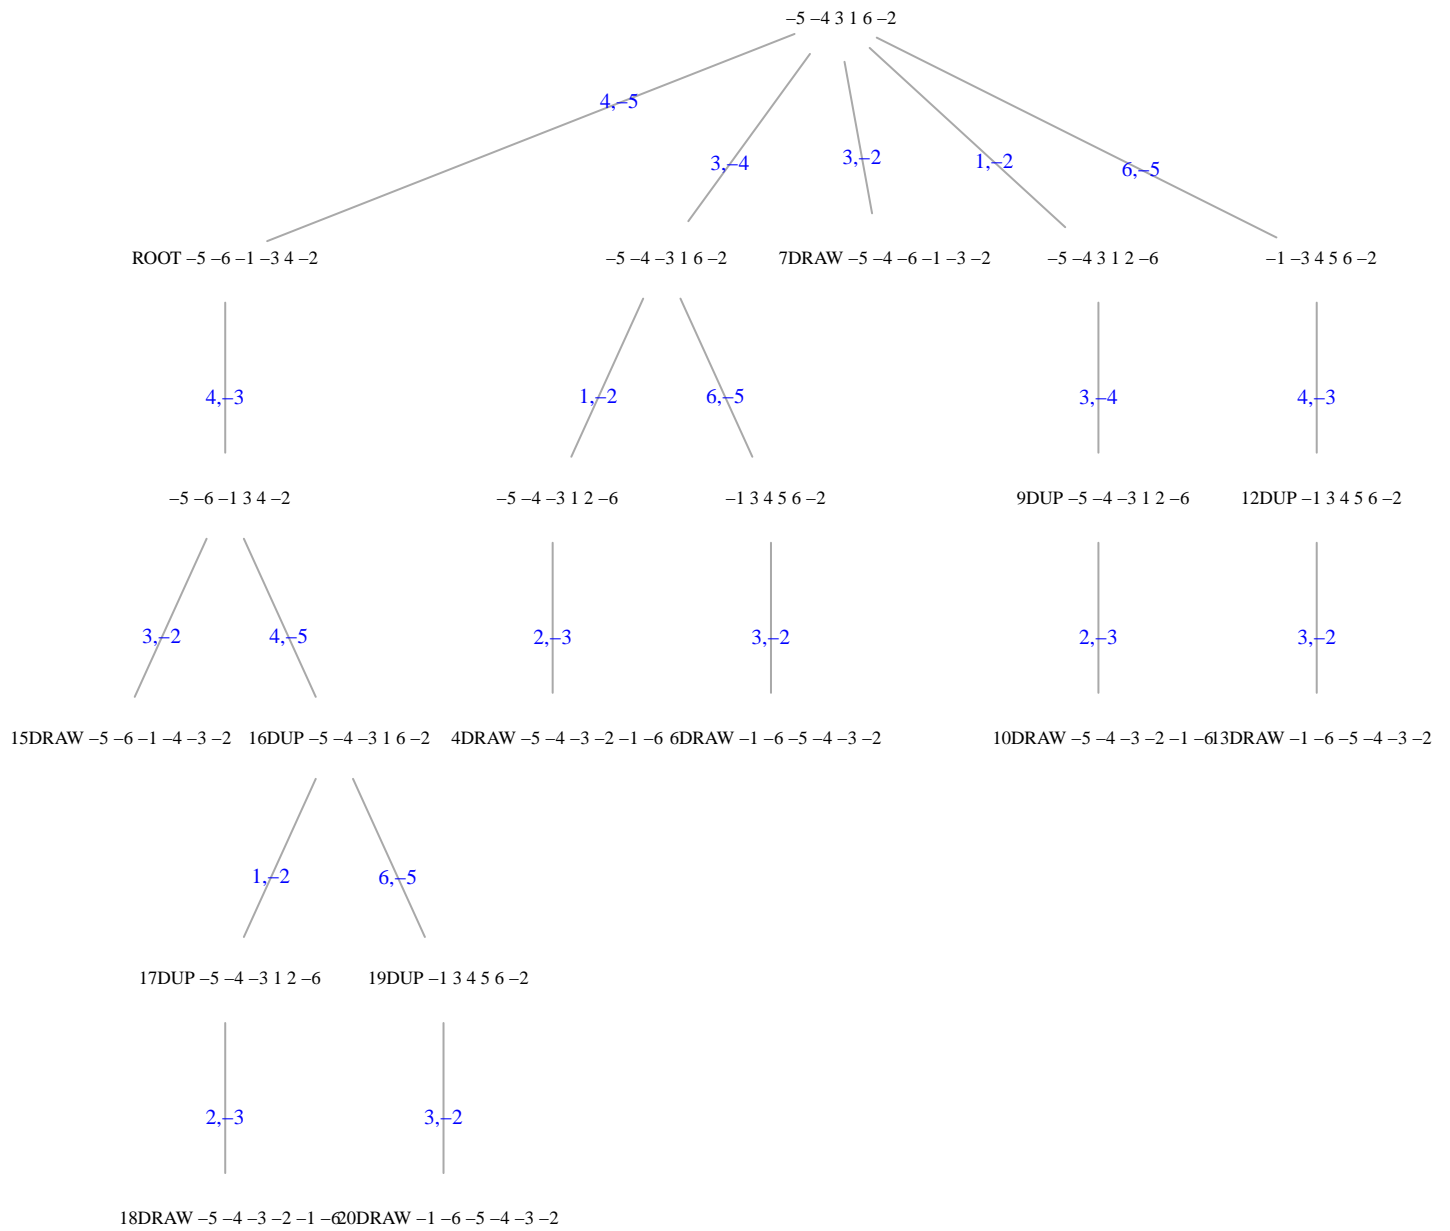 –5 –4 3 1 6 –2
4,–5
3,–4
3,–2
1,–2
6,–5
ROOT –5 –6 –1 –3 4 –2
–5 –4 –3 1 6 –2
7DRAW –5 –4 –6 –1 –3 –2
–5 –4 3 1 2 –6
–1 –3 4 5 6 –2
4,–3
1,–2
6,–5
3,–4
4,–3
–5 –6 –1 3 4 –2
–5 –4 –3 1 2 –6
–1 3 4 5 6 –2
9DUP –5 –4 –3 1 2 –6
12DUP –1 3 4 5 6 –2
3,–2
4,–5
2,–3
3,–2
2,–3
3,–2
15DRAW –5 –6 –1 –4 –3 –2
16DUP –5 –4 –3 1 6 –2
4DRAW –5 –4 –3 –2 –1 –6
6DRAW –1 –6 –5 –4 –3 –2
10DRAW –5 –4 –3 –2 –1 –6
13DRAW –1 –6 –5 –4 –3 –2
1,–2
6,–5
17DUP –5 –4 –3 1 2 –6
19DUP –1 3 4 5 6 –2
2,–3
3,–2
18DRAW –5 –4 –3 –2 –1 –6
20DRAW –1 –6 –5 –4 –3 –2